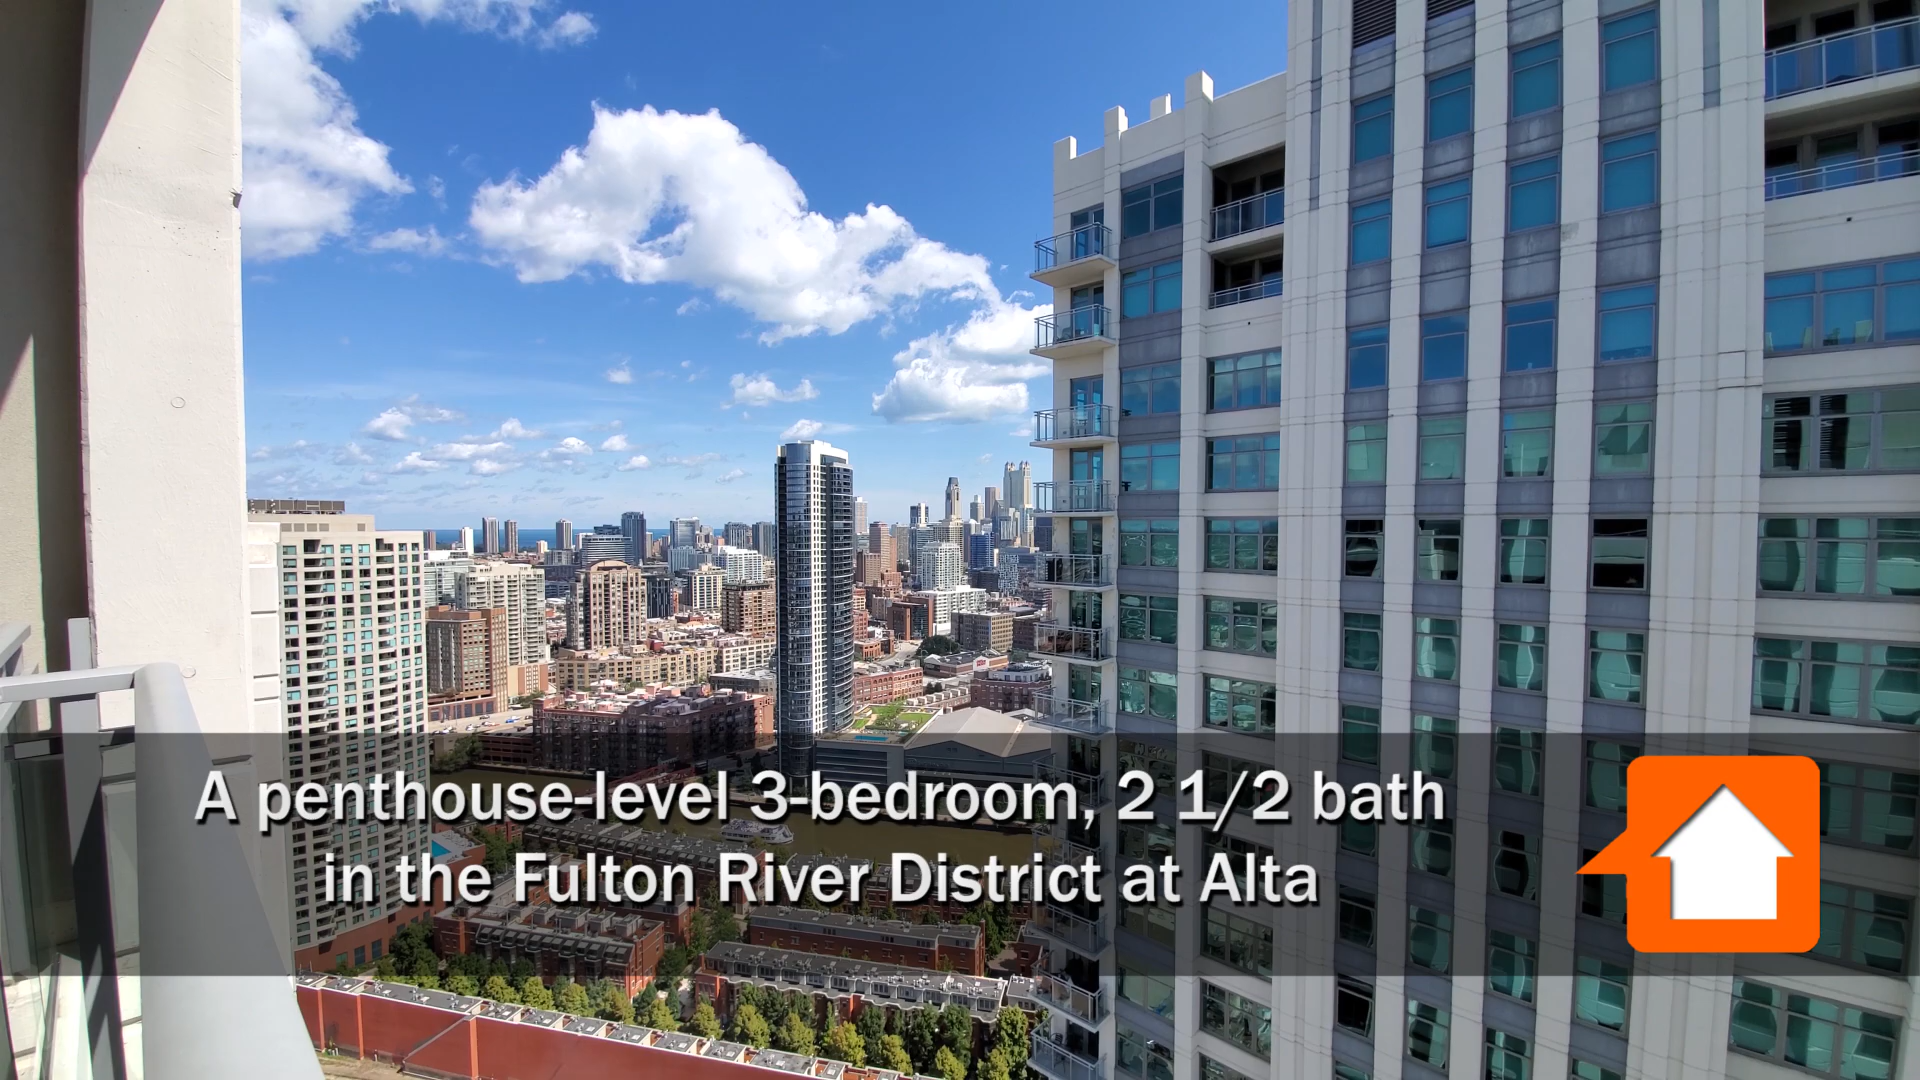 A penthouse-level 3-bedroom, 2 1/2 bath
in the Fulton River District at Alta